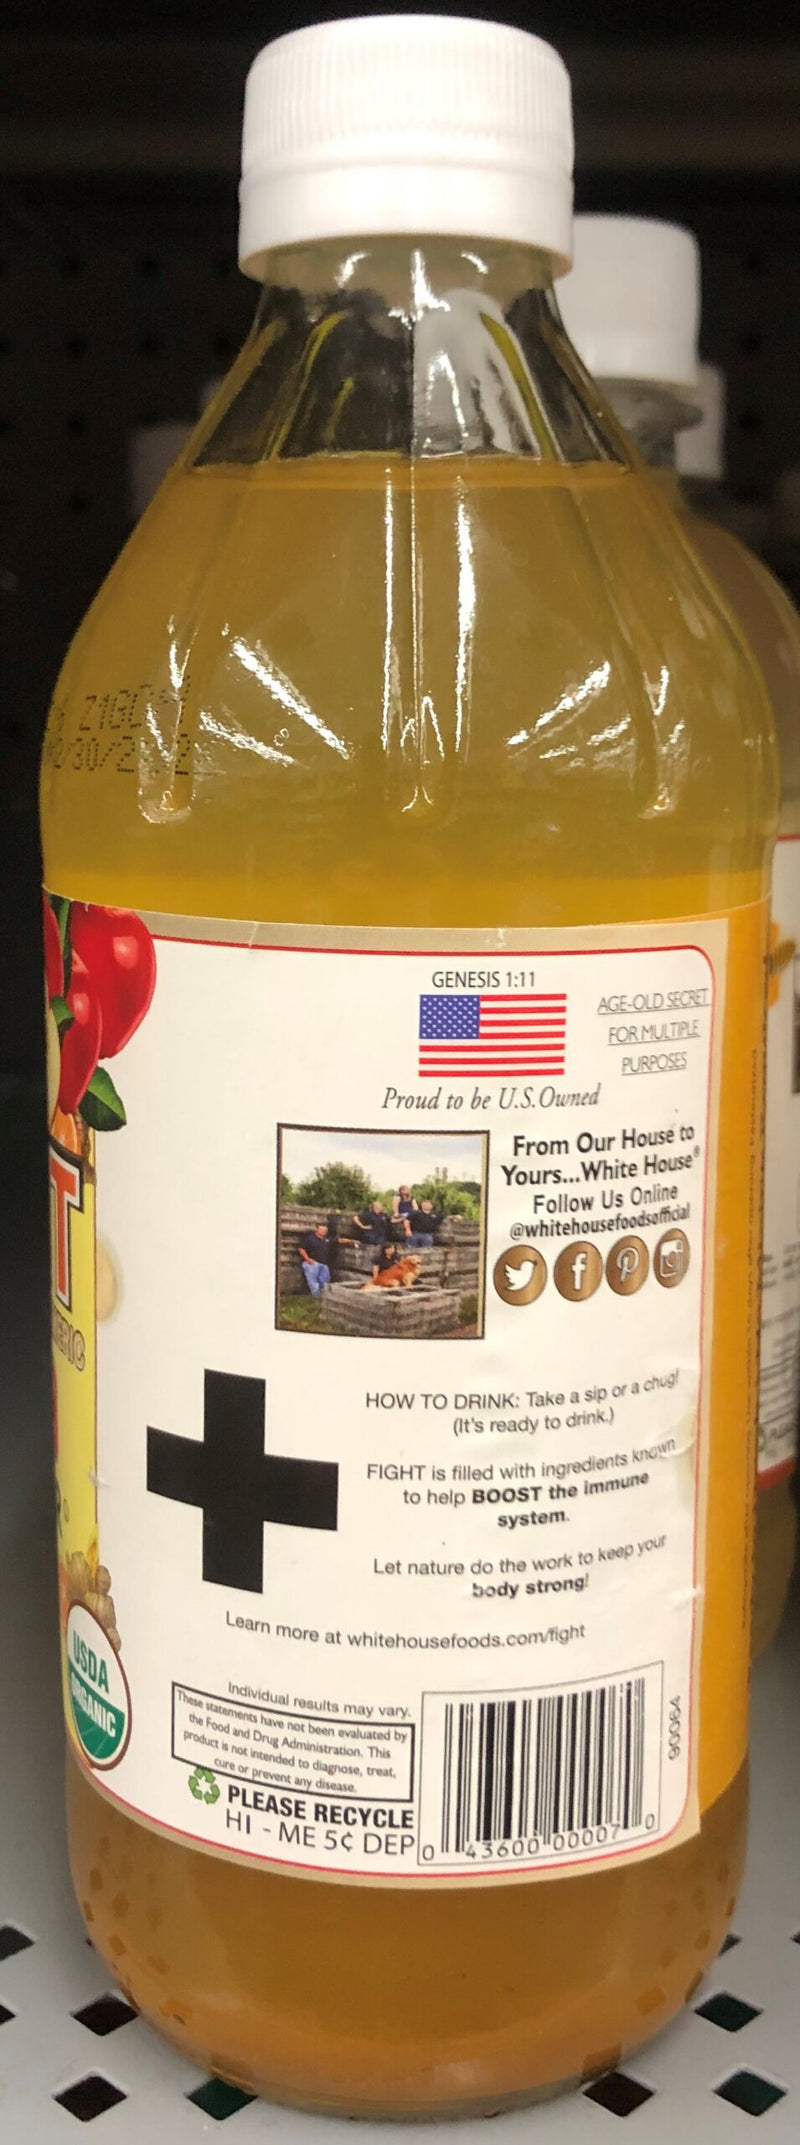 GENESIS 1:11
AGE-OLD SECRET
FOR MULTIPLE
PURPOSES
Proud to be U.S. Owned
From Our House to
Yours...White House®
Follow Us Online
@whitehousefoodsofficial
HOW TO DRINK: Take a sip or a chug!
(It's ready to drink.)
FIGHT is filled with ingredients known
to help BOOST the immune
system.
Let nature do the work to keep your
body strong!
Learn more at whitehousefoods.com/fight
Individual results may vary.
These statements have not been evaluated by
the Food and Drug Administration. This
product is not intended to diagnose, treat,
cure or prevent any disease.
PLEASE RECYCLE
HI - ME 5¢ DEP
0 43600 00007 0
90064
USDA
ORGANIC